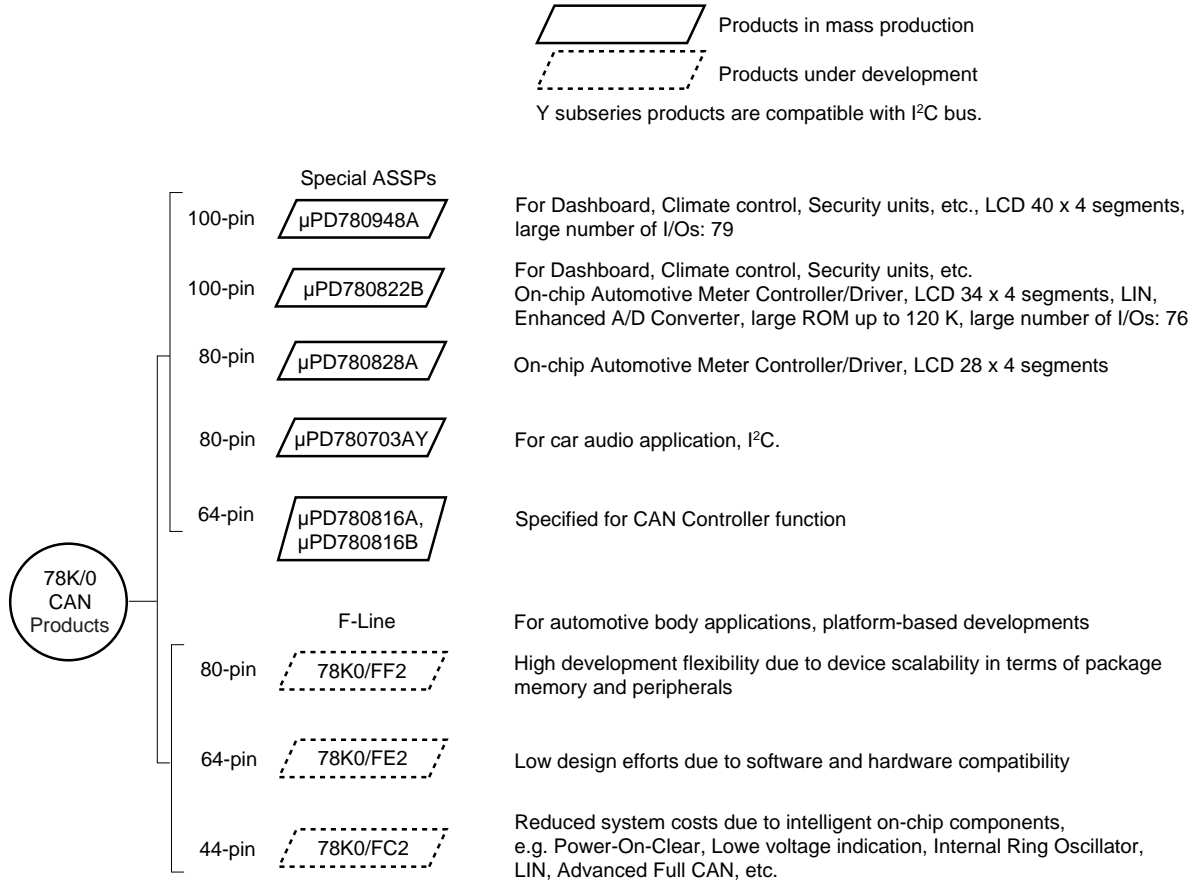 Products in mass production
Products under development
Y subseries products are compatible with I²C bus.
Special ASSPs
100-pin
µPD780948A
For Dashboard, Climate control, Security units, etc., LCD 40 x 4 segments,
large number of I/Os: 79
100-pin
µPD780822B
For Dashboard, Climate control, Security units, etc.
On-chip Automotive Meter Controller/Driver, LCD 34 x 4 segments, LIN,
Enhanced A/D Converter, large ROM up to 120 K, large number of I/Os: 76
80-pin
µPD780828A
On-chip Automotive Meter Controller/Driver, LCD 28 x 4 segments
80-pin
µPD780703AY
For car audio application, I²C.
64-pin
µPD780816A,
µPD780816B
Specified for CAN Controller function
78K/0
CAN
Products
F-Line
For automotive body applications, platform-based developments
80-pin
78K0/FF2
High development flexibility due to device scalability in terms of package
memory and peripherals
64-pin
78K0/FE2
Low design efforts due to software and hardware compatibility
44-pin
78K0/FC2
Reduced system costs due to intelligent on-chip components,
e.g. Power-On-Clear, Lowe voltage indication, Internal Ring Oscillator,
LIN, Advanced Full CAN, etc.